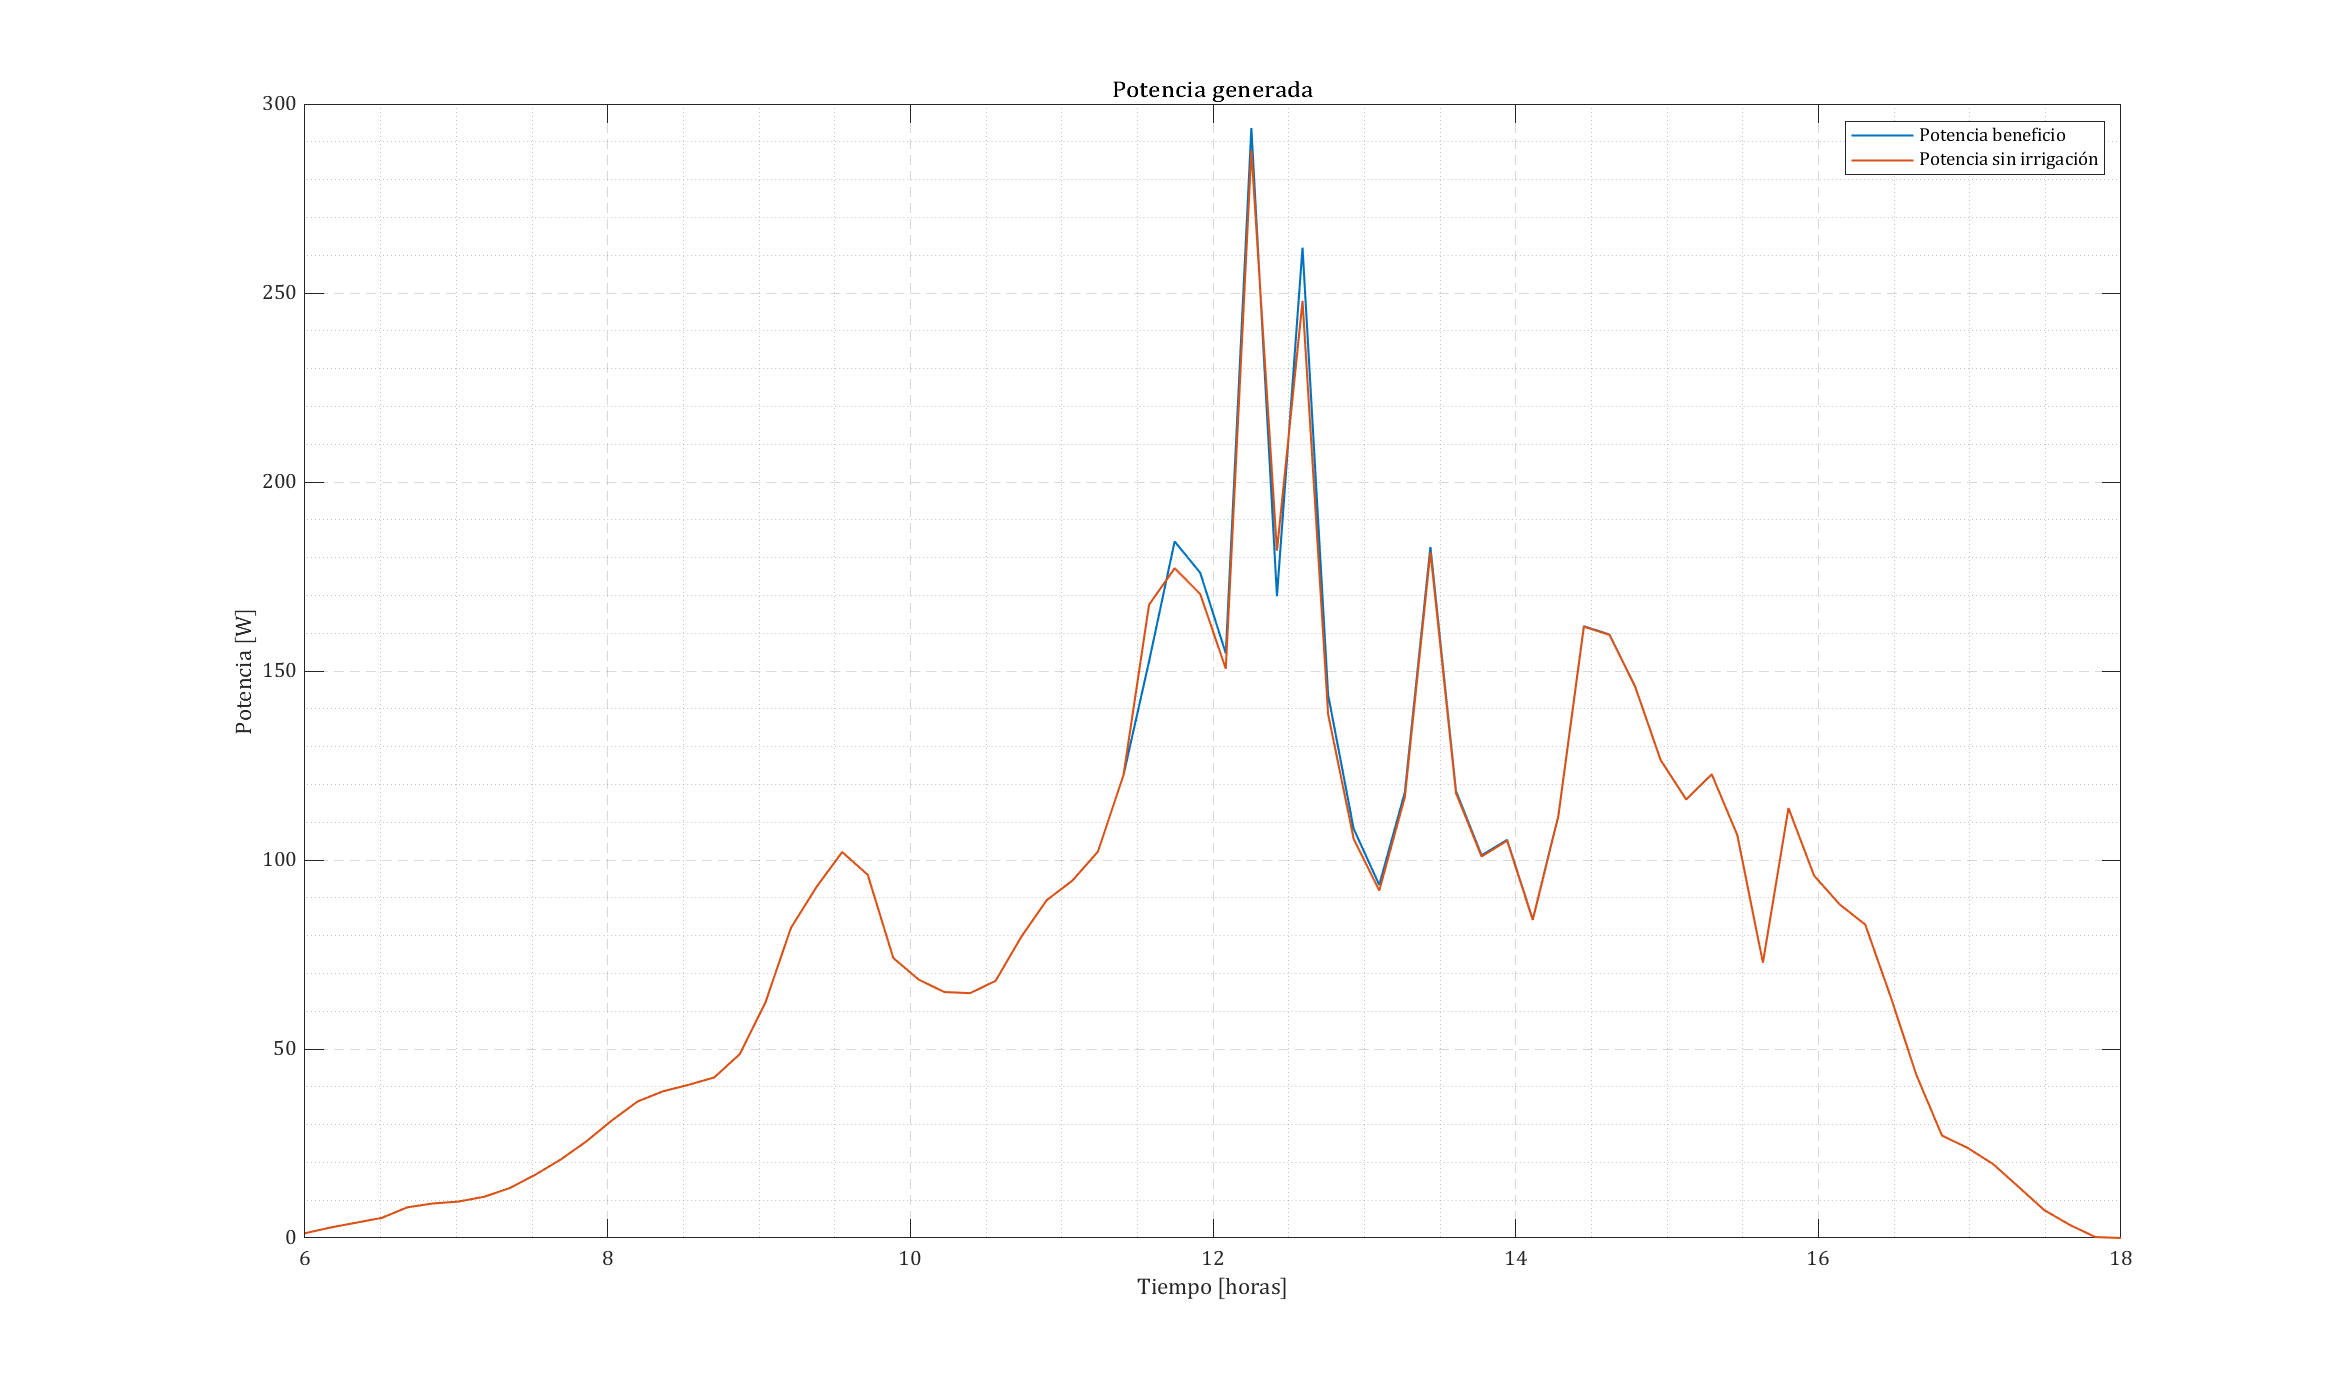 Potencia generada
300
250
200
150
100
50
0
Potencia [W]
Potencia beneficio
Potencia sin irrigación
6 8 10 12 14 16 18
Tiempo [horas]